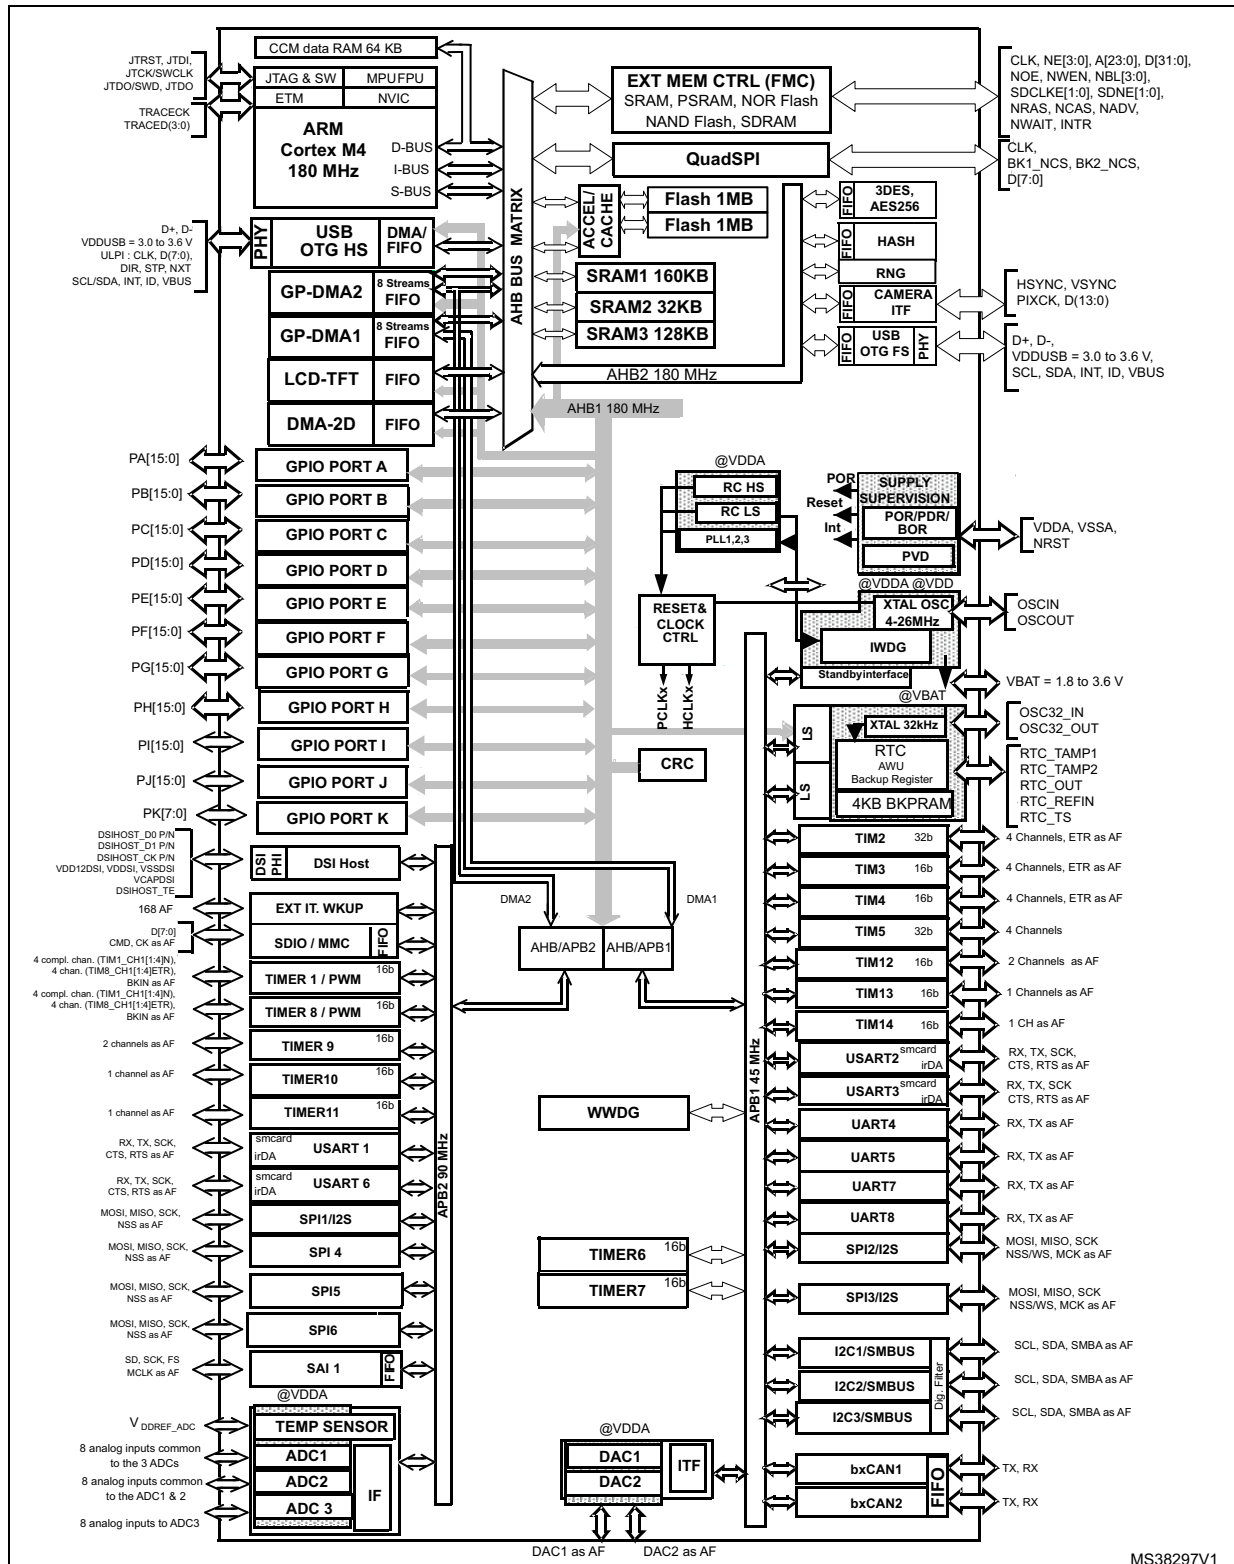 CCM data RAM 64 KB
JTRST, JTDI,
JTCK/SWCLK
JTDO/SWD, JTDO
JTAG & SW
MPUFPU
ETM
NVIC
TRACECK
TRACED(3:0)
ARM
Cortex M4
180 MHz
D-BUS
I-BUS
S-BUS
AHB BUS MATRIX
EXT MEM CTRL (FMC)
SRAM, PSRAM, NOR Flash
NAND Flash, SDRAM
CLK, NE[3:0], A[23:0], D[31:0],
NOE, NWEN, NBL[3:0],
SDCLKE[1:0], SDNE[1:0],
NRAS, NCAS, NADV,
NWAIT, INTR
QuadSPI
CLK,
BK1_NCS, BK2_NCS,
D[7:0]
ACCEL/
CACHE
Flash 1MB
Flash 1MB
SRAM1 160KB
SRAM2 32KB
SRAM3 128KB
FIFO
3DES,
AES256
FIFO
HASH
RNG
FIFO
CAMERA
ITF
HSYNC, VSYNC
PIXCK, D(13:0)
FIFO
USB
OTG FS
PHY
D+, D-,
VDDUSB = 3.0 to 3.6 V,
SCL, SDA, INT, ID, VBUS
AHB2 180 MHz
AHB1 180 MHz
D+, D-
VDDUSB = 3.0 to 3.6 V
ULPI : CLK, D(7:0),
DIR, STP, NXT
SCL/SDA, INT, ID, VBUS
PHY
USB
OTG HS
DMA/
FIFO
GP-DMA2
8 Streams
FIFO
GP-DMA1
8 Streams
FIFO
LCD-TFT
FIFO
DMA-2D
FIFO
PA[15:0]
GPIO PORT A
PB[15:0]
GPIO PORT B
PC[15:0]
GPIO PORT C
PD[15:0]
GPIO PORT D
PE[15:0]
GPIO PORT E
PF[15:0]
GPIO PORT F
PG[15:0]
GPIO PORT G
PH[15:0]
GPIO PORT H
PI[15:0]
GPIO PORT I
PJ[15:0]
GPIO PORT J
PK[7:0]
GPIO PORT K
@VDDA
RC HS
RC LS
PLL1,2,3
POR
Reset
Int
SUPPLY
SUPERVISION
POR/PDR/
BOR
PVD
VDDA, VSSA,
NRST
@VDDA @VDD
XTAL OSC
4-26MHz
OSCIN
OSCOUT
IWDG
RESET&
CLOCK
CTRL
PCLKx
HCLKx
Standbyinterface
VBAT = 1.8 to 3.6 V
@VBAT
LS
LS
XTAL 32kHz
OSC32_IN
OSC32_OUT
RTC
AWU
Backup Register
4KB BKPRAM
RTC_TAMP1
RTC_TAMP2
RTC_OUT
RTC_REFIN
RTC_TS
CRC
DSIHOST_D0 P/N
DSIHOST_D1 P/N
DSIHOST_CK P/N
VDD12DSI, VDDSI, VSSDSI
VCAPDSI
DSIHOST_TE
DSI
PHI
DSI Host
168 AF
EXT IT. WKUP
D[7:0]
CMD, CK as AF
SDIO / MMC
FIFO
4 compl. chan. (TIM1_CH1[1:4]N),
4 chan. (TIM8_CH1[1:4]ETR),
BKIN as AF
TIMER 1 / PWM
16b
4 compl. chan. (TIM1_CH1[1:4]N),
4 chan. (TIM8_CH1[1:4]ETR),
BKIN as AF
TIMER 8 / PWM
16b
2 channels as AF
TIMER 9
16b
1 channel as AF
TIMER10
16b
1 channel as AF
TIMER11
16b
RX, TX, SCK,
CTS, RTS as AF
smcard
irDA
USART 1
RX, TX, SCK,
CTS, RTS as AF
smcard
irDA
USART 6
MOSI, MISO, SCK,
NSS as AF
SPI1/I2S
MOSI, MISO, SCK,
NSS as AF
SPI 4
MOSI, MISO, SCK,
NSS as AF
SPI5
MOSI, MISO, SCK,
NSS as AF
SPI6
SD, SCK, FS
MCLK as AF
SAI 1
FIFO
APB2 90 MHz
@VDDA
VDDREF_ADC
TEMP SENSOR
8 analog inputs common
to the 3 ADCs
ADC1
8 analog inputs common
to the ADC1 & 2
ADC2
8 analog inputs to ADC3
ADC 3
IF
DMA2
DMA1
AHB/APB2
AHB/APB1
WWDG
TIMER6
16b
TIMER7
16b
@VDDA
DAC1
DAC2
ITF
DAC1 as AF
DAC2 as AF
APB1 45 MHz
TIM2
32b
4 Channels, ETR as AF
TIM3
16b
4 Channels, ETR as AF
TIM4
16b
4 Channels, ETR as AF
TIM5
32b
4 Channels
TIM12
16b
2 Channels as AF
TIM13
16b
1 Channels as AF
TIM14
16b
1 CH as AF
USART2
smcard
irDA
RX, TX, SCK,
CTS, RTS as AF
USART3
smcard
irDA
RX, TX, SCK
CTS, RTS as AF
UART4
RX, TX as AF
UART5
RX, TX as AF
UART7
RX, TX as AF
UART8
RX, TX as AF
SPI2/I2S
MOSI, MISO, SCK
NSS/WS, MCK as AF
SPI3/I2S
MOSI, MISO, SCK
NSS/WS, MCK as AF
I2C1/SMBUS
SCL, SDA, SMBA as AF
I2C2/SMBUS
SCL, SDA, SMBA as AF
I2C3/SMBUS
SCL, SDA, SMBA as AF
Dig. Filter
bxCAN1
TX, RX
bxCAN2
TX, RX
FIFO
MS38297V1